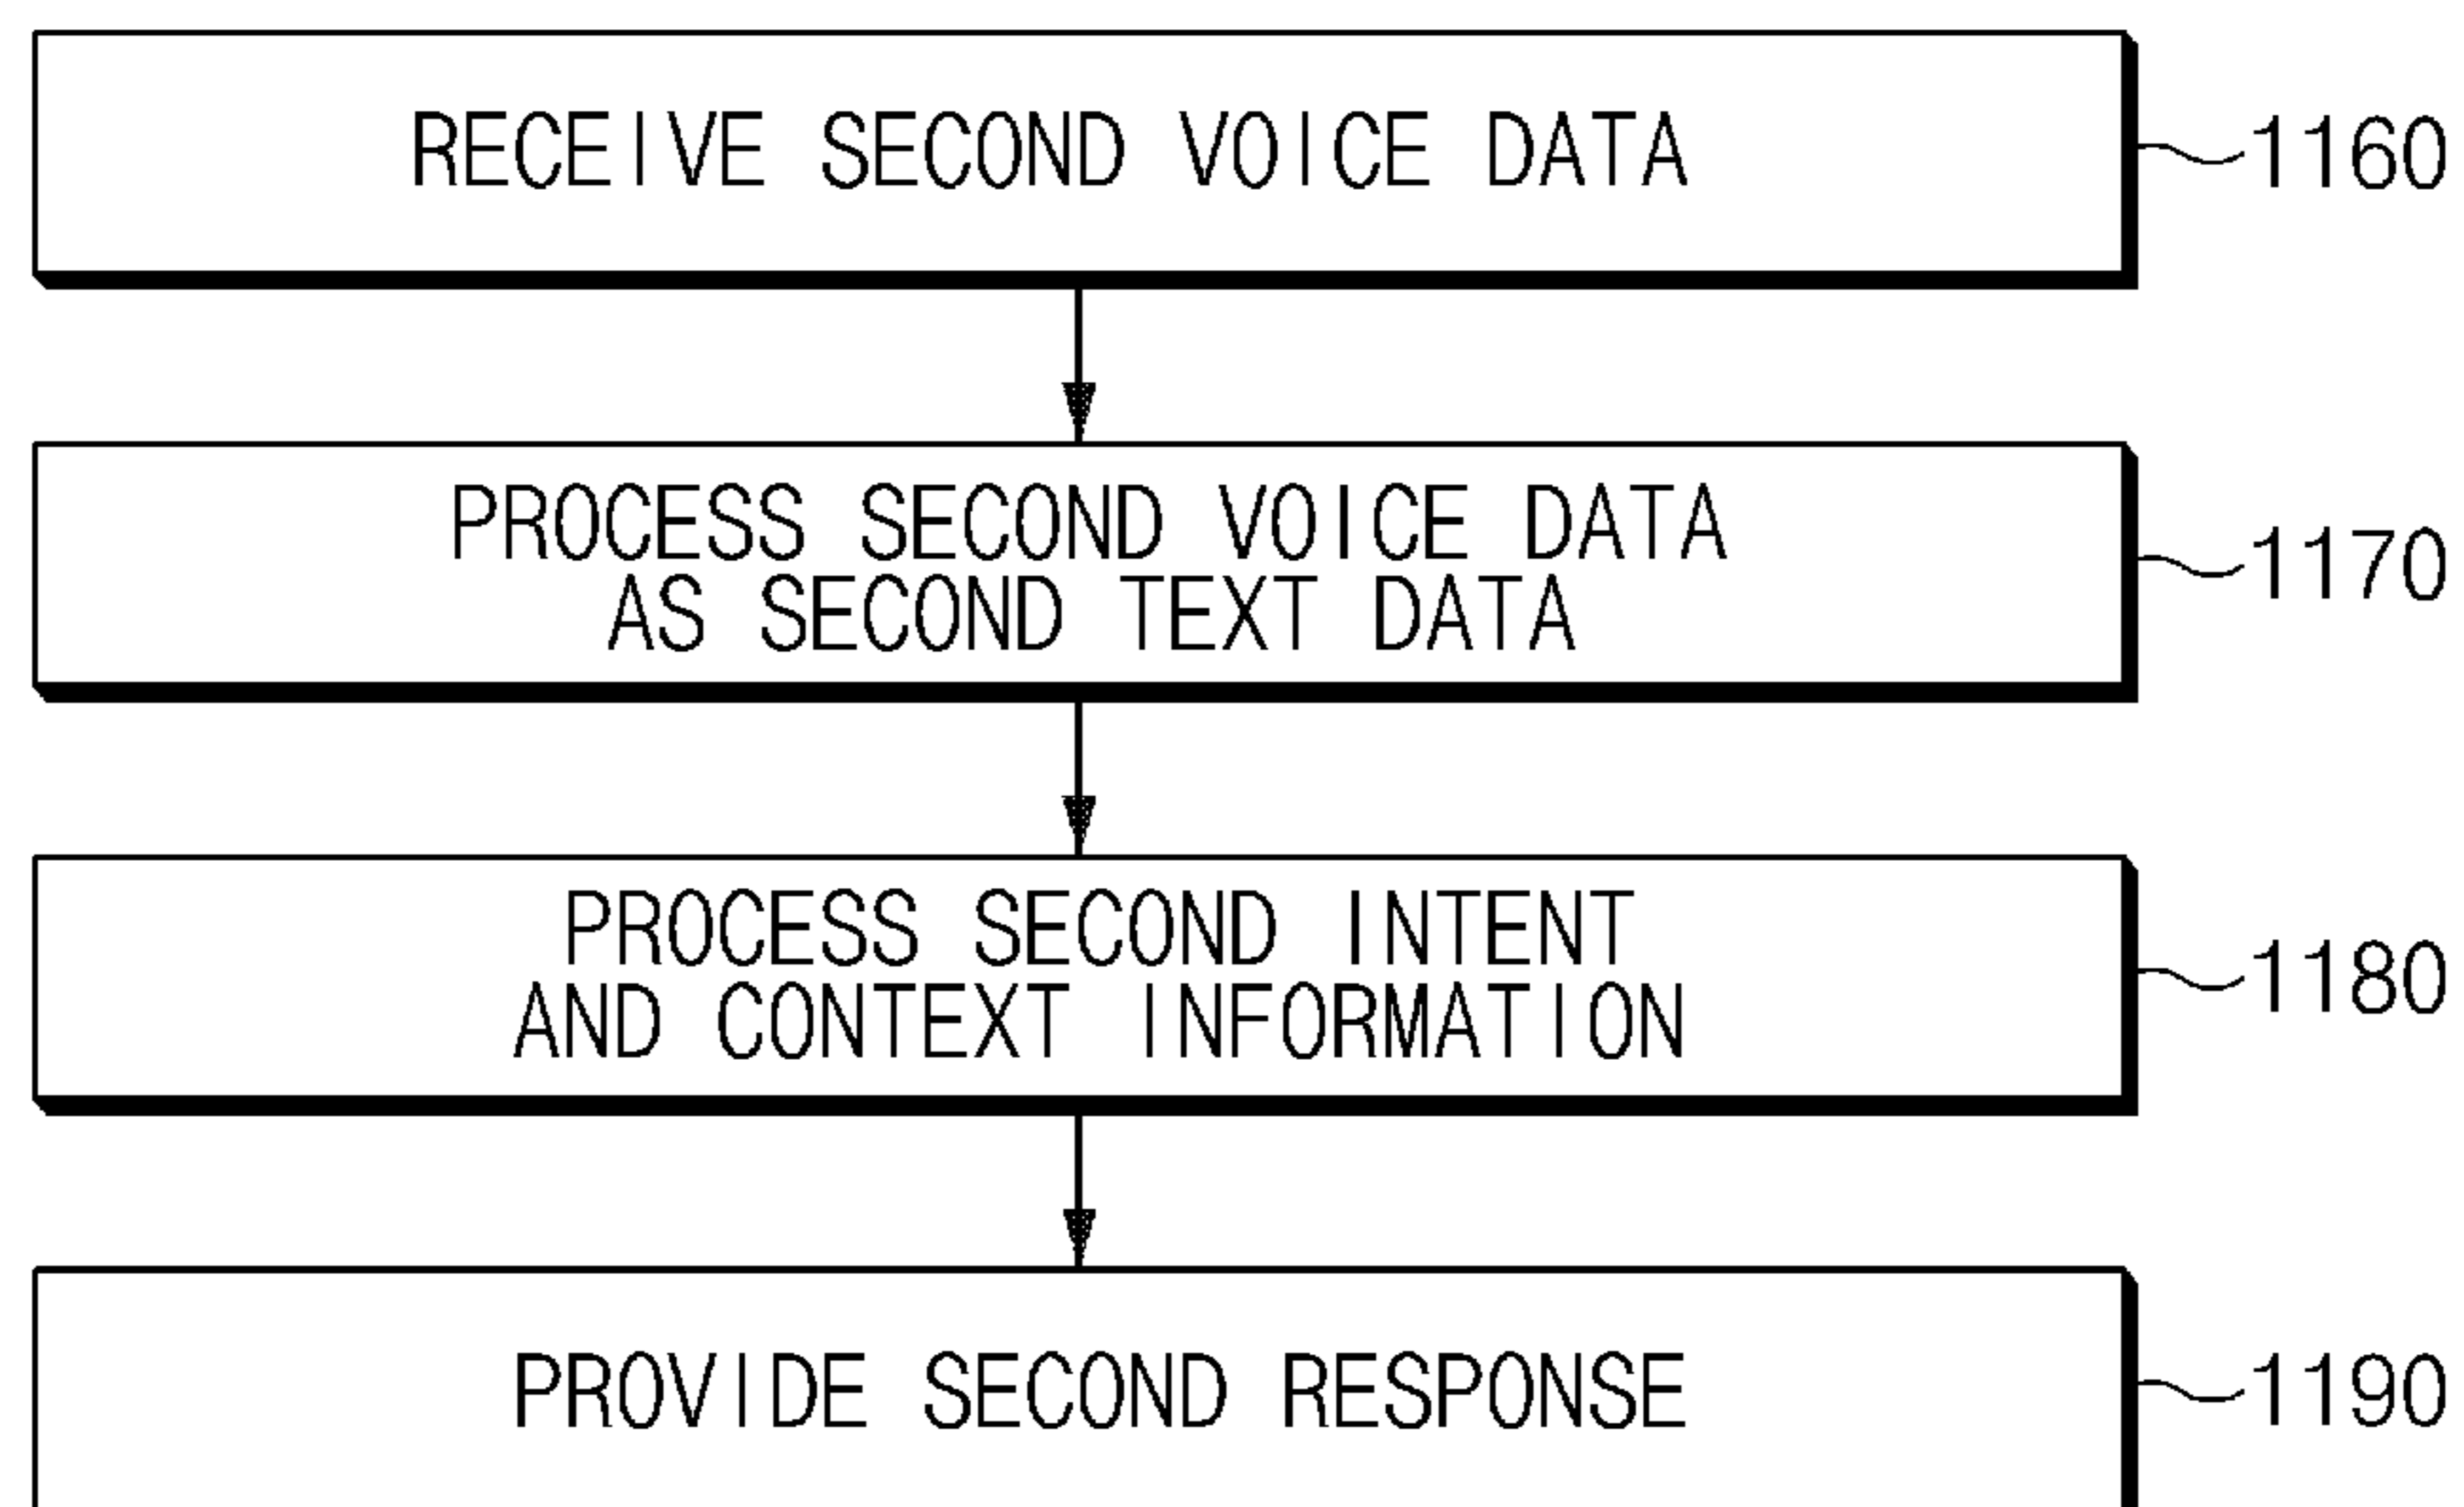 RECEIVE SECOND VOICE DATA 1160
PROCESS SECOND VOICE DATA
AS SECOND TEXT DATA
1170
PROCESS SECOND INTENT
AND CONTEXT INFORMATION
1180
PROVIDE SECOND RESPONSE 1190